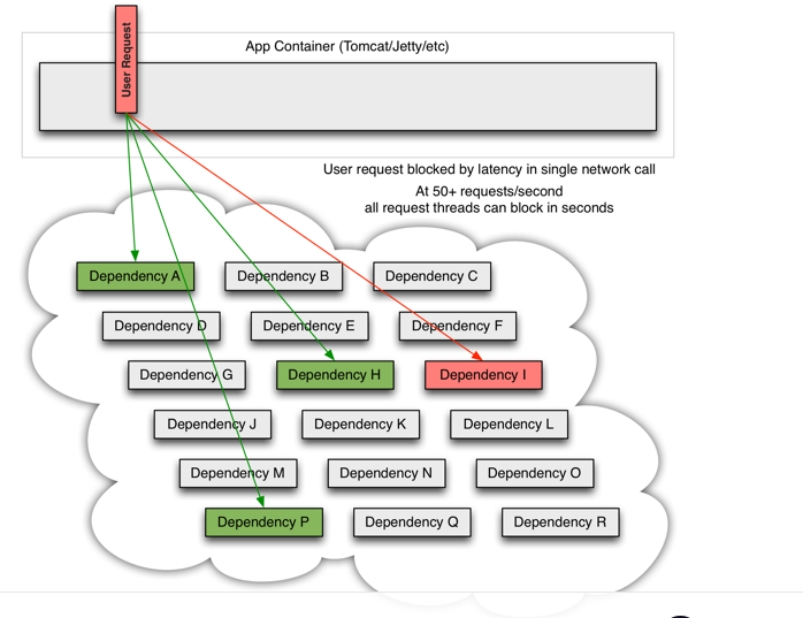 User Request
App Container (Tomcat/Jetty/etc)
User request blocked by latency in single network call
At 50+ requests/second
all request threads can block in seconds
Dependency A
Dependency B
Dependency C
Dependency D
Dependency E
Dependency F
Dependency G
Dependency H
Dependency I
Dependency J
Dependency K
Dependency L
Dependency M
Dependency N
Dependency O
Dependency P
Dependency Q
Dependency R